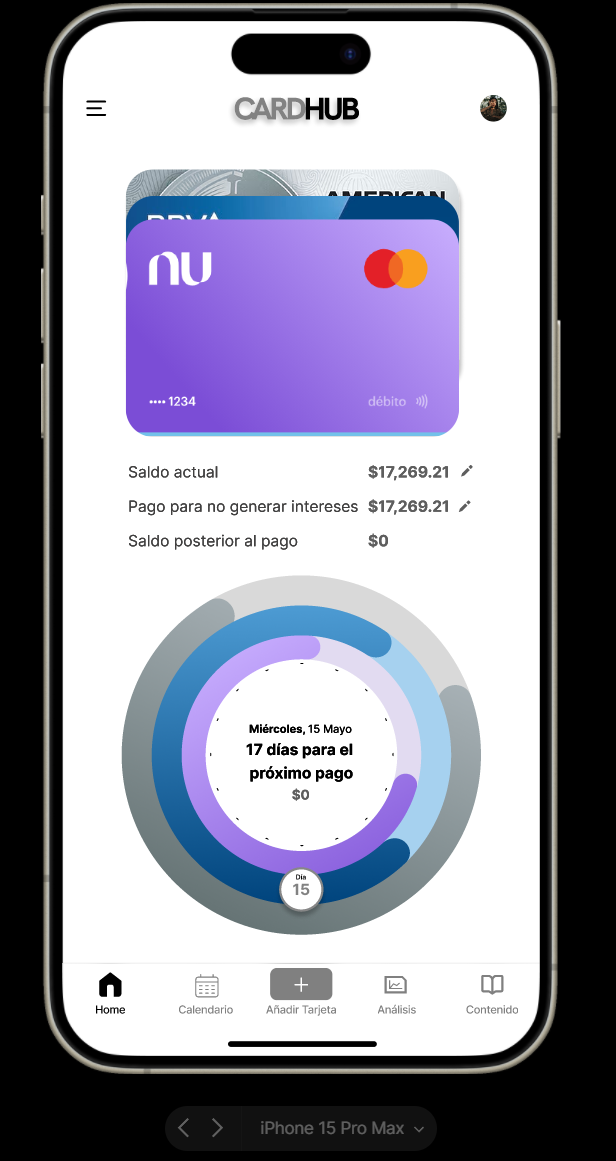 CARDHUB
AMERICAN
BBVA
nu
•••• 1234
débito
Saldo actual $17,269.21
Pago para no generar intereses $17,269.21
Saldo posterior al pago $0
Miércoles, 15 Mayo
17 días para el
próximo pago
$0
Día
15
Home
Calendario
Añadir Tarjeta
Análisis
Contenido
iPhone 15 Pro Max